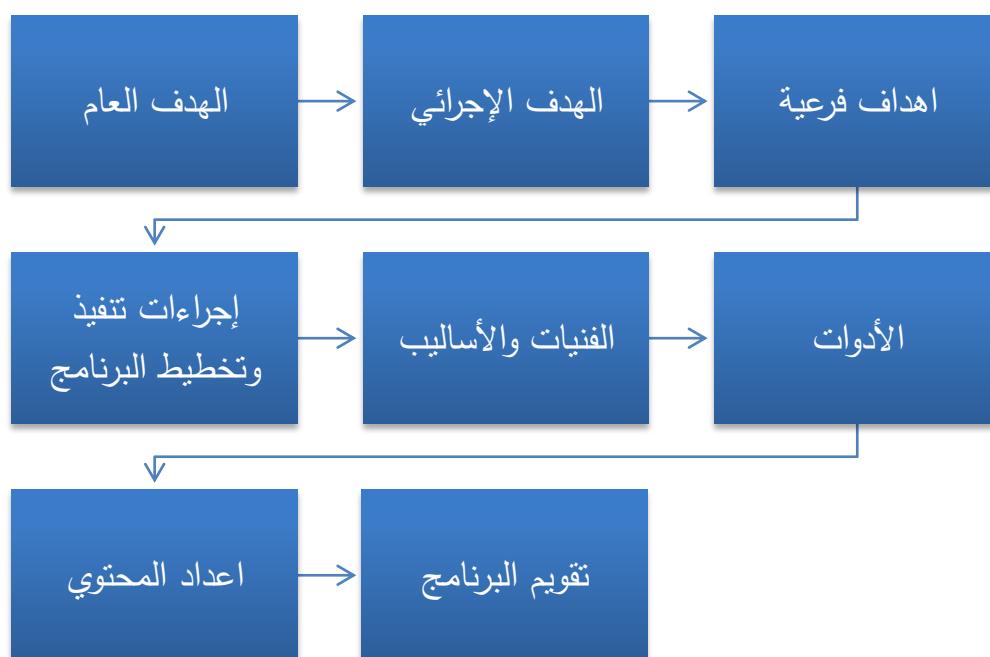 الهدف العام
الهدف الإجرائي
اهداف فرعية
إجراءات تنفيذ
وتخطيط البرنامج
الفنيات والأساليب
الأدوات
اعداد المحتوي
تقويم البرنامج